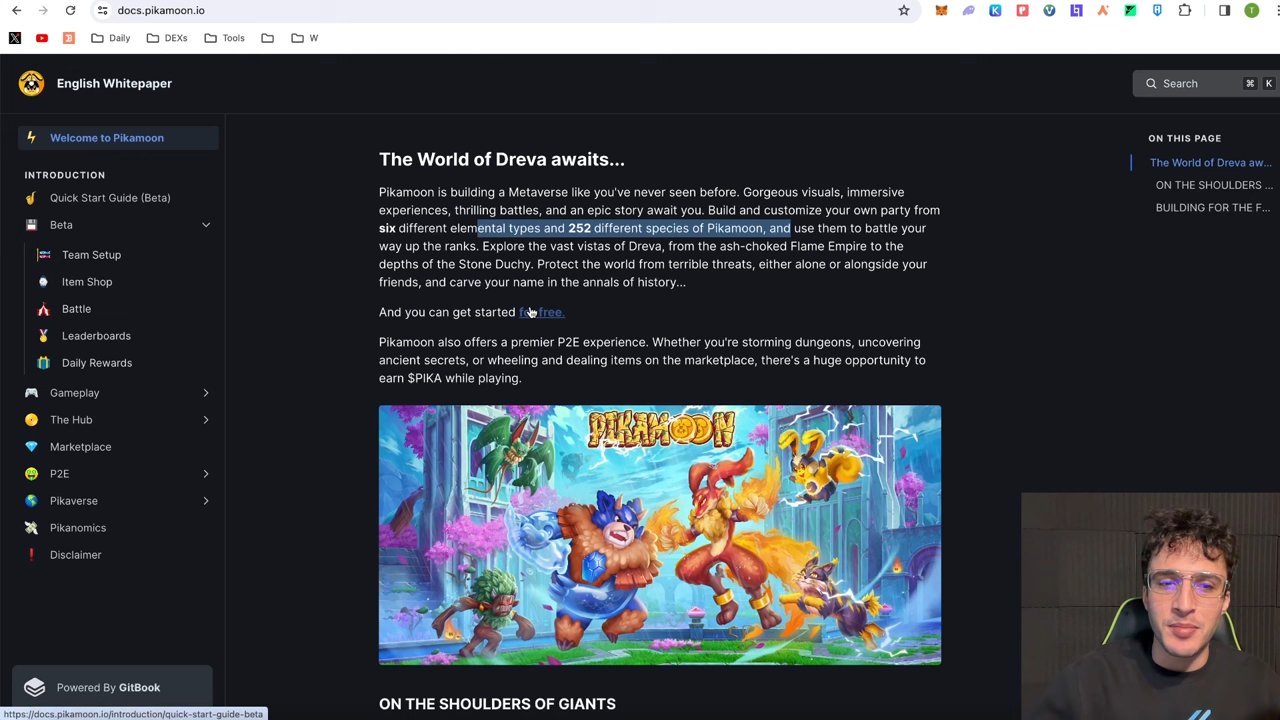 docs.pikamoon.io
T
Daily
DEXs
Tools
W
English Whitepaper
Search
⌘ K
Welcome to Pikamoon
INTRODUCTION
Quick Start Guide (Beta)
Beta
Team Setup
Item Shop
Battle
Leaderboards
Daily Rewards
Gameplay
The Hub
Marketplace
P2E
Pikaverse
Pikanomics
Disclaimer
Powered By GitBook
https://docs.pikamoon.io/introduction/quick-start-guide-beta
The World of Dreva awaits...
Pikamoon is building a Metaverse like you've never seen before. Gorgeous visuals, immersive
experiences, thrilling battles, and an epic story await you. Build and customize your own party from
six different elemental types and 252 different species of Pikamoon, and use them to battle your
way up the ranks. Explore the vast vistas of Dreva, from the ash-choked Flame Empire to the
depths of the Stone Duchy. Protect the world from terrible threats, either alone or alongside your
friends, and carve your name in the annals of history...
And you can get started for free.
Pikamoon also offers a premier P2E experience. Whether you're storming dungeons, uncovering
ancient secrets, or wheeling and dealing items on the marketplace, there's a huge opportunity to
earn $PIKA while playing.
PIKAMOON
ON THE SHOULDERS OF GIANTS
ON THIS PAGE
The World of Dreva aw...
ON THE SHOULDERS ...
BUILDING FOR THE F...